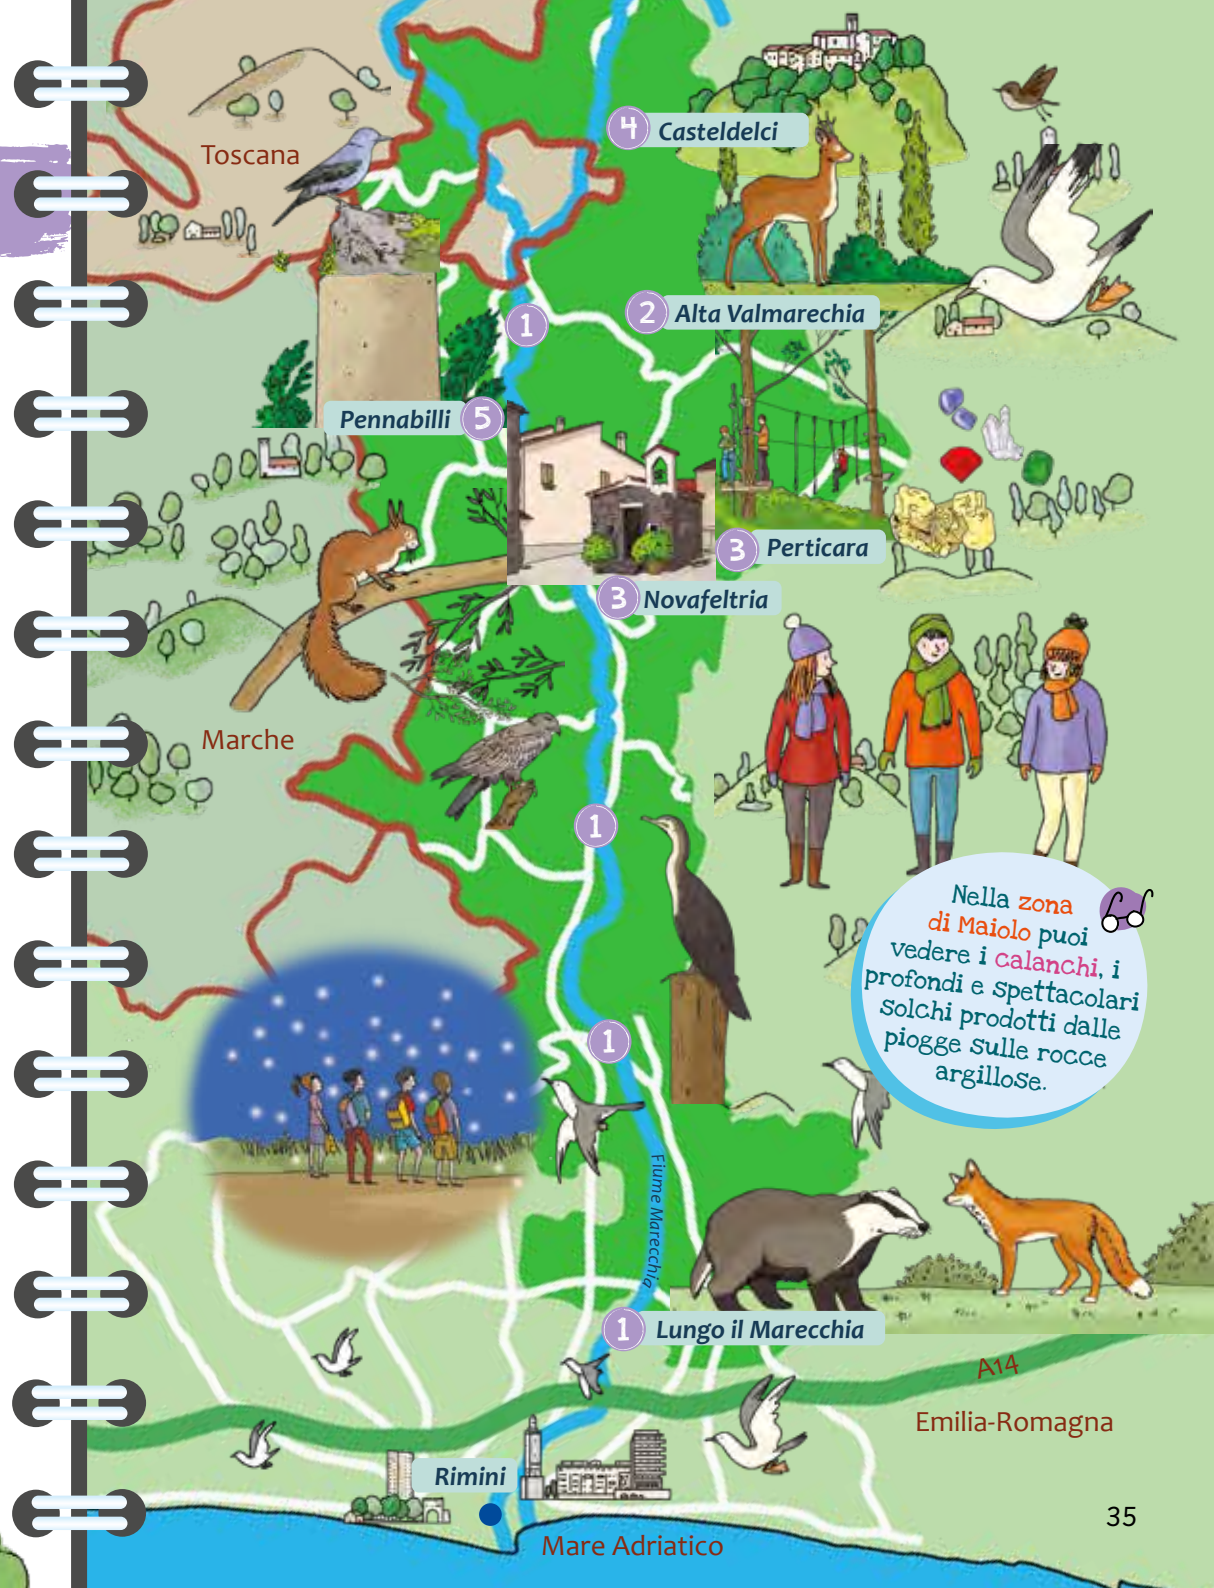 Toscana
4 Casteldelci
1
2 Alta Valmarechia
Pennabilli 5
3 Perticara
3 Novafeltria
Marche
1
Nella zona
di Maiolo puoi
vedere i calanchi, i
profondi e spettacolari
solchi prodotti dalle
piogge sulle rocce
argillose.
1
Fiume Marecchia
1 Lungo il Marecchia
A14
Emilia-Romagna
Rimini
35
Mare Adriatico